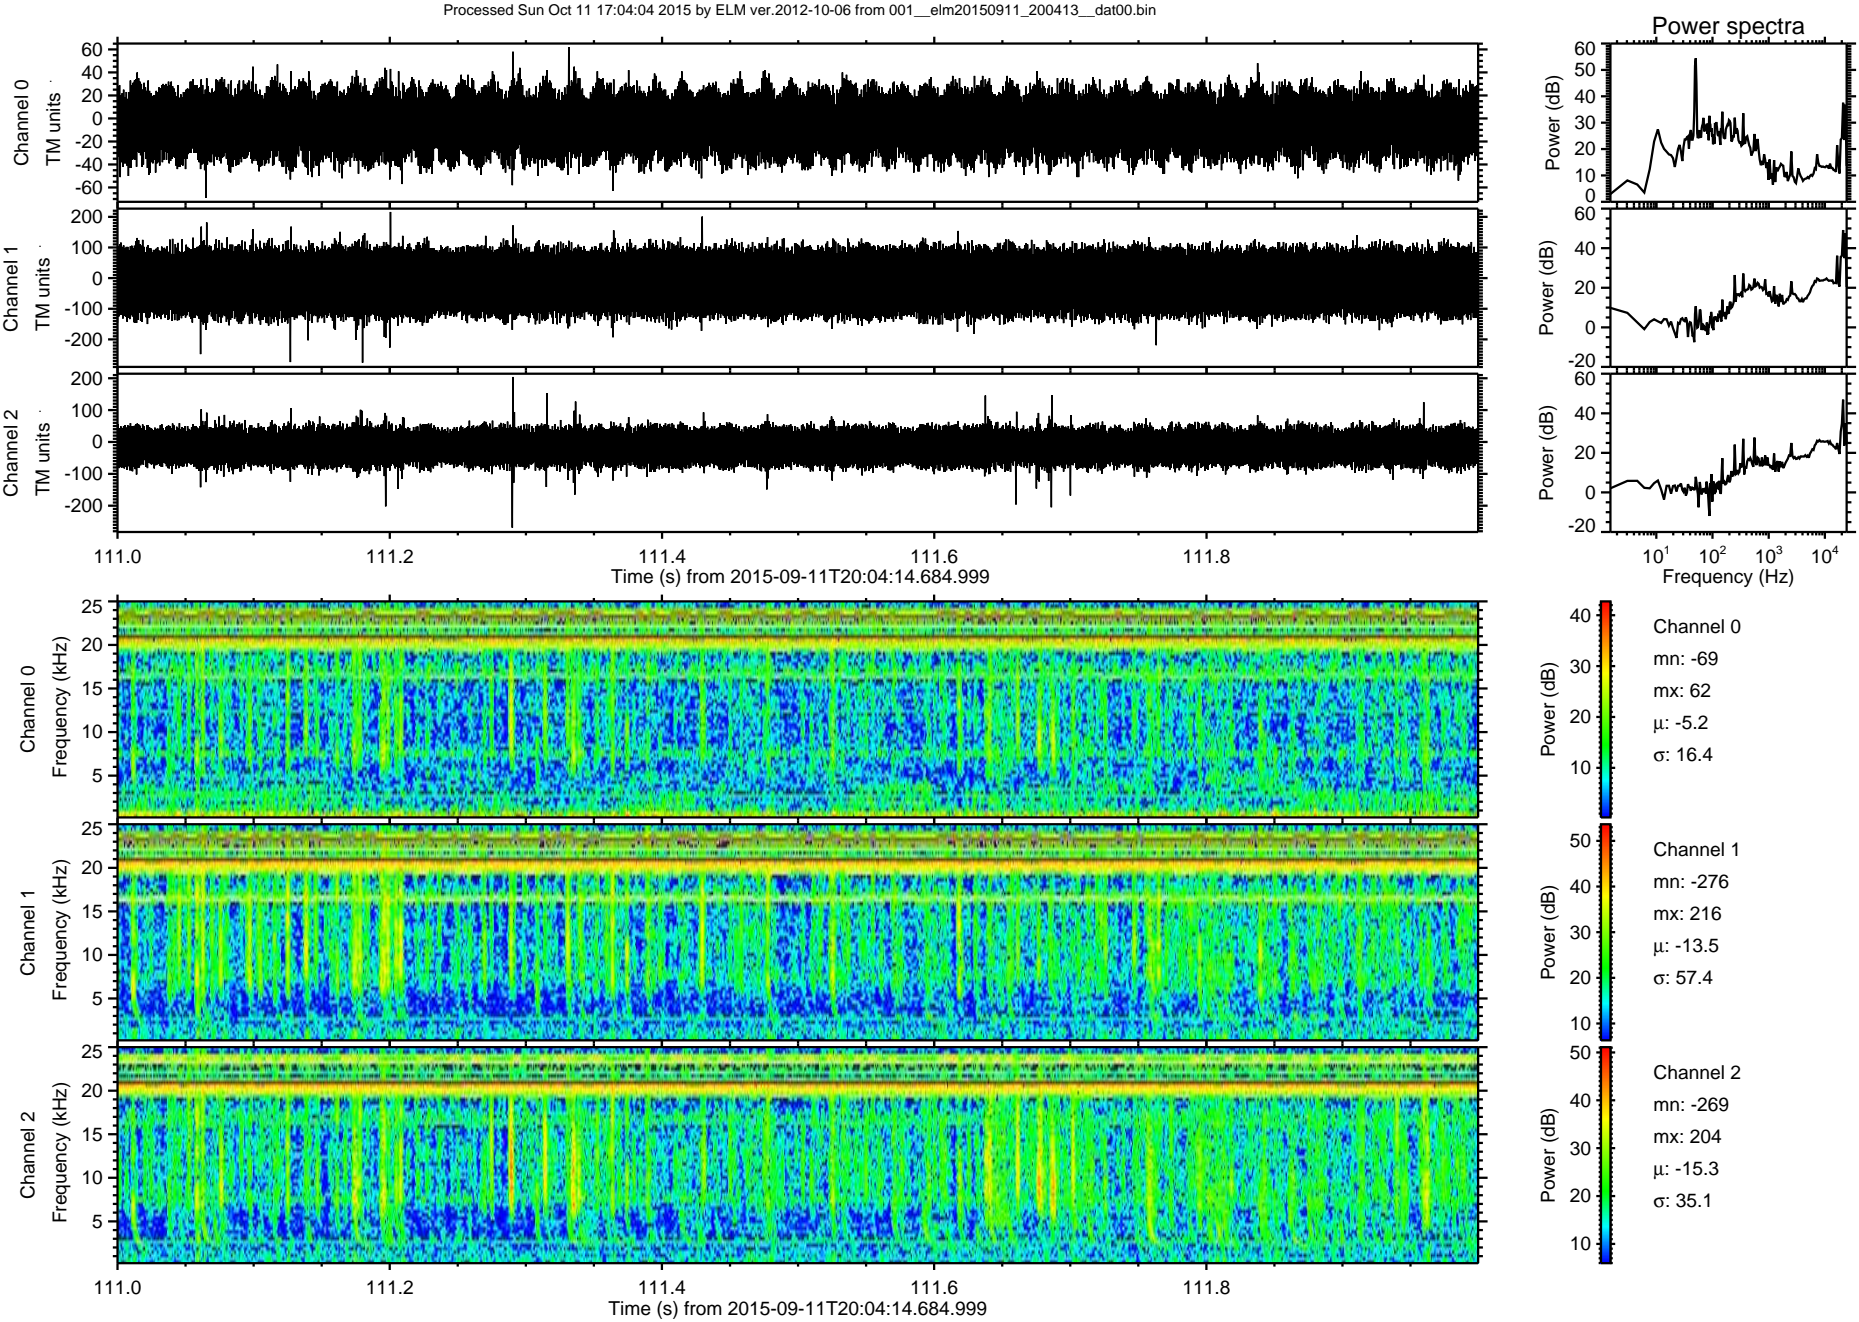 Processed Sun Oct 11 17:04:04 2015 by ELM ver.2012-10-06 from 001__elm20150911_200413__dat00.bin
Power spectra
Channel 0
TM units
60
40
20
0
-20
-40
-60
Power (dB)
60
50
40
30
20
10
0
Channel 1
TM units
200
100
0
-100
-200
Power (dB)
60
40
20
0
-20
Channel 2
TM units
200
100
0
-100
-200
Power (dB)
60
40
20
0
-20
111.0 111.2 111.4 111.6 111.8
Time (s) from 2015-09-11T20:04:14.684.999
10¹ 10² 10³ 10⁴
Frequency (Hz)
Channel 0
Frequency (kHz)
25
20
15
10
5
Power (dB)
40
30
20
10
Channel 0
mn: -69
mx: 62
μ: -5.2
σ: 16.4
Channel 1
Frequency (kHz)
25
20
15
10
5
Power (dB)
50
40
30
20
10
Channel 1
mn: -276
mx: 216
μ: -13.5
σ: 57.4
Channel 2
Frequency (kHz)
25
20
15
10
5
Power (dB)
50
40
30
20
10
Channel 2
mn: -269
mx: 204
μ: -15.3
σ: 35.1
111.0 111.2 111.4 111.6 111.8
Time (s) from 2015-09-11T20:04:14.684.999